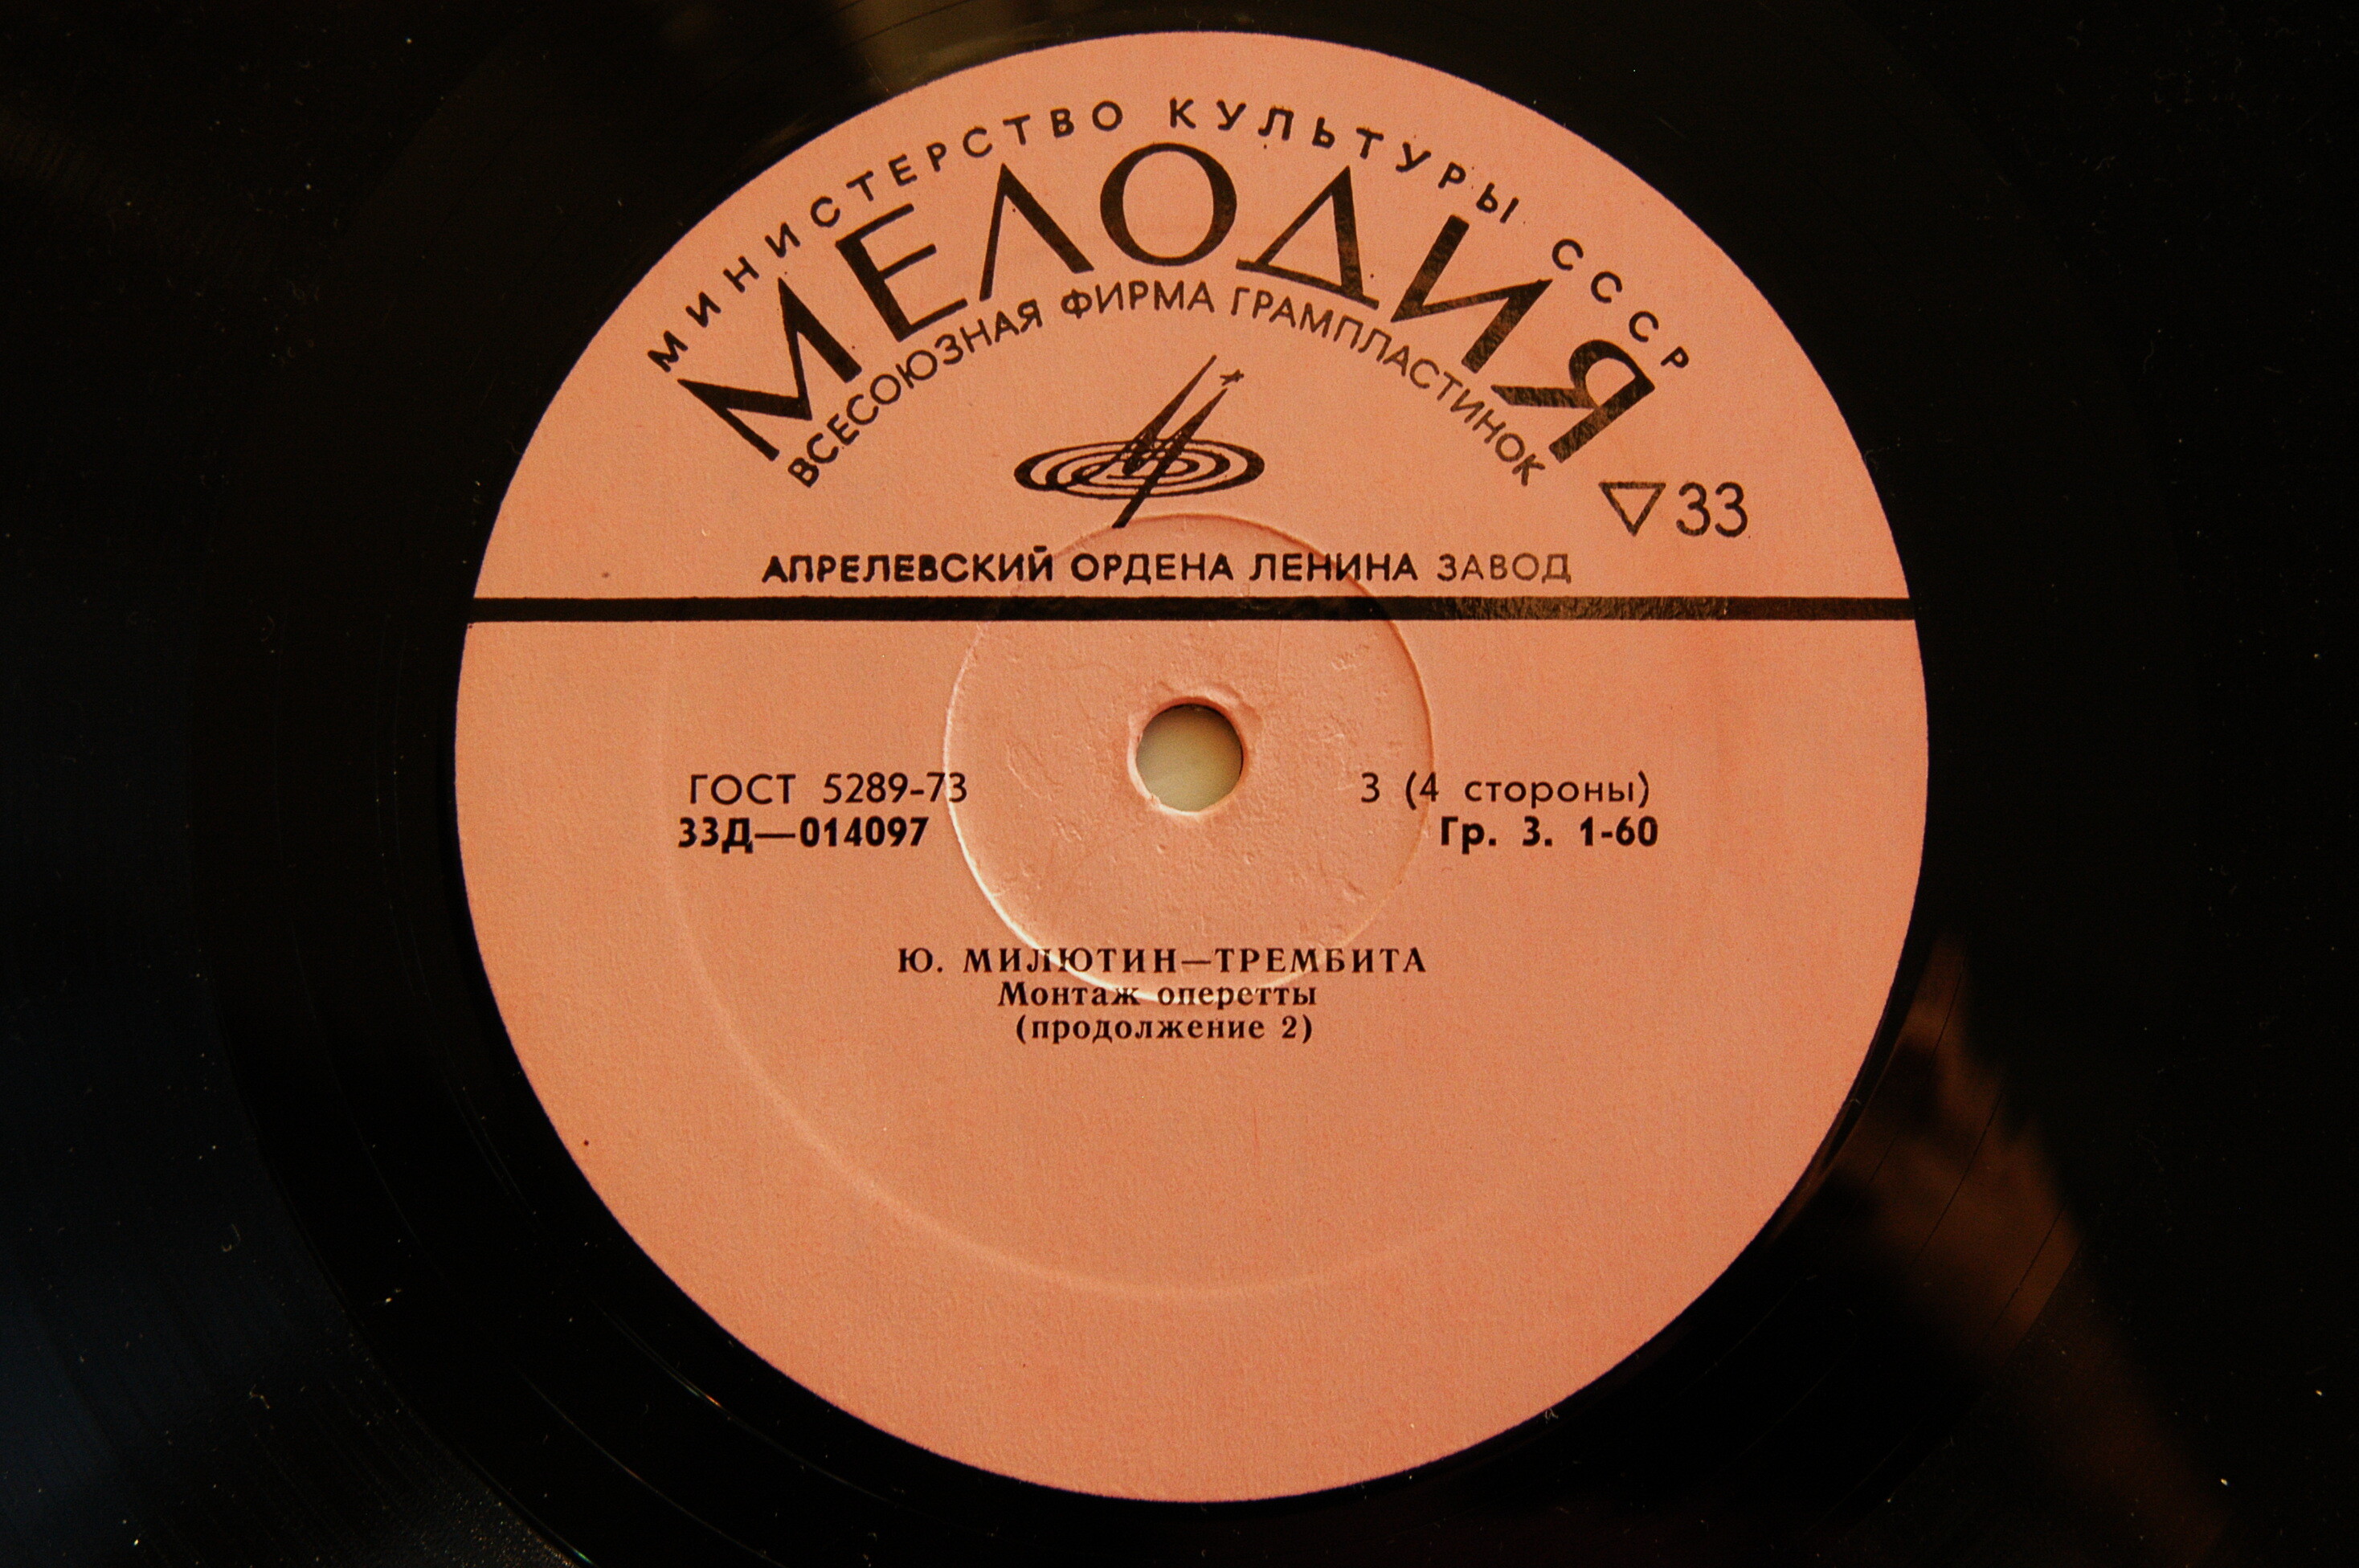 МИНИСТЕРСТВО КУЛЬТУРЫ СССР
МЕЛОДИЯ
ВСЕСОЮЗНАЯ ФИРМА ГРАМПЛАСТИНОК
▽33
АПРЕЛЕВСКИЙ ОРДЕНА ЛЕНИНА ЗАВОД
ГОСТ 5289-73 3 (4 стороны)
33Д—014097 Гр. 3. 1-60
Ю. МИЛЮТИН—ТРЕМБИТА
Монтаж оперетты
(продолжение 2)